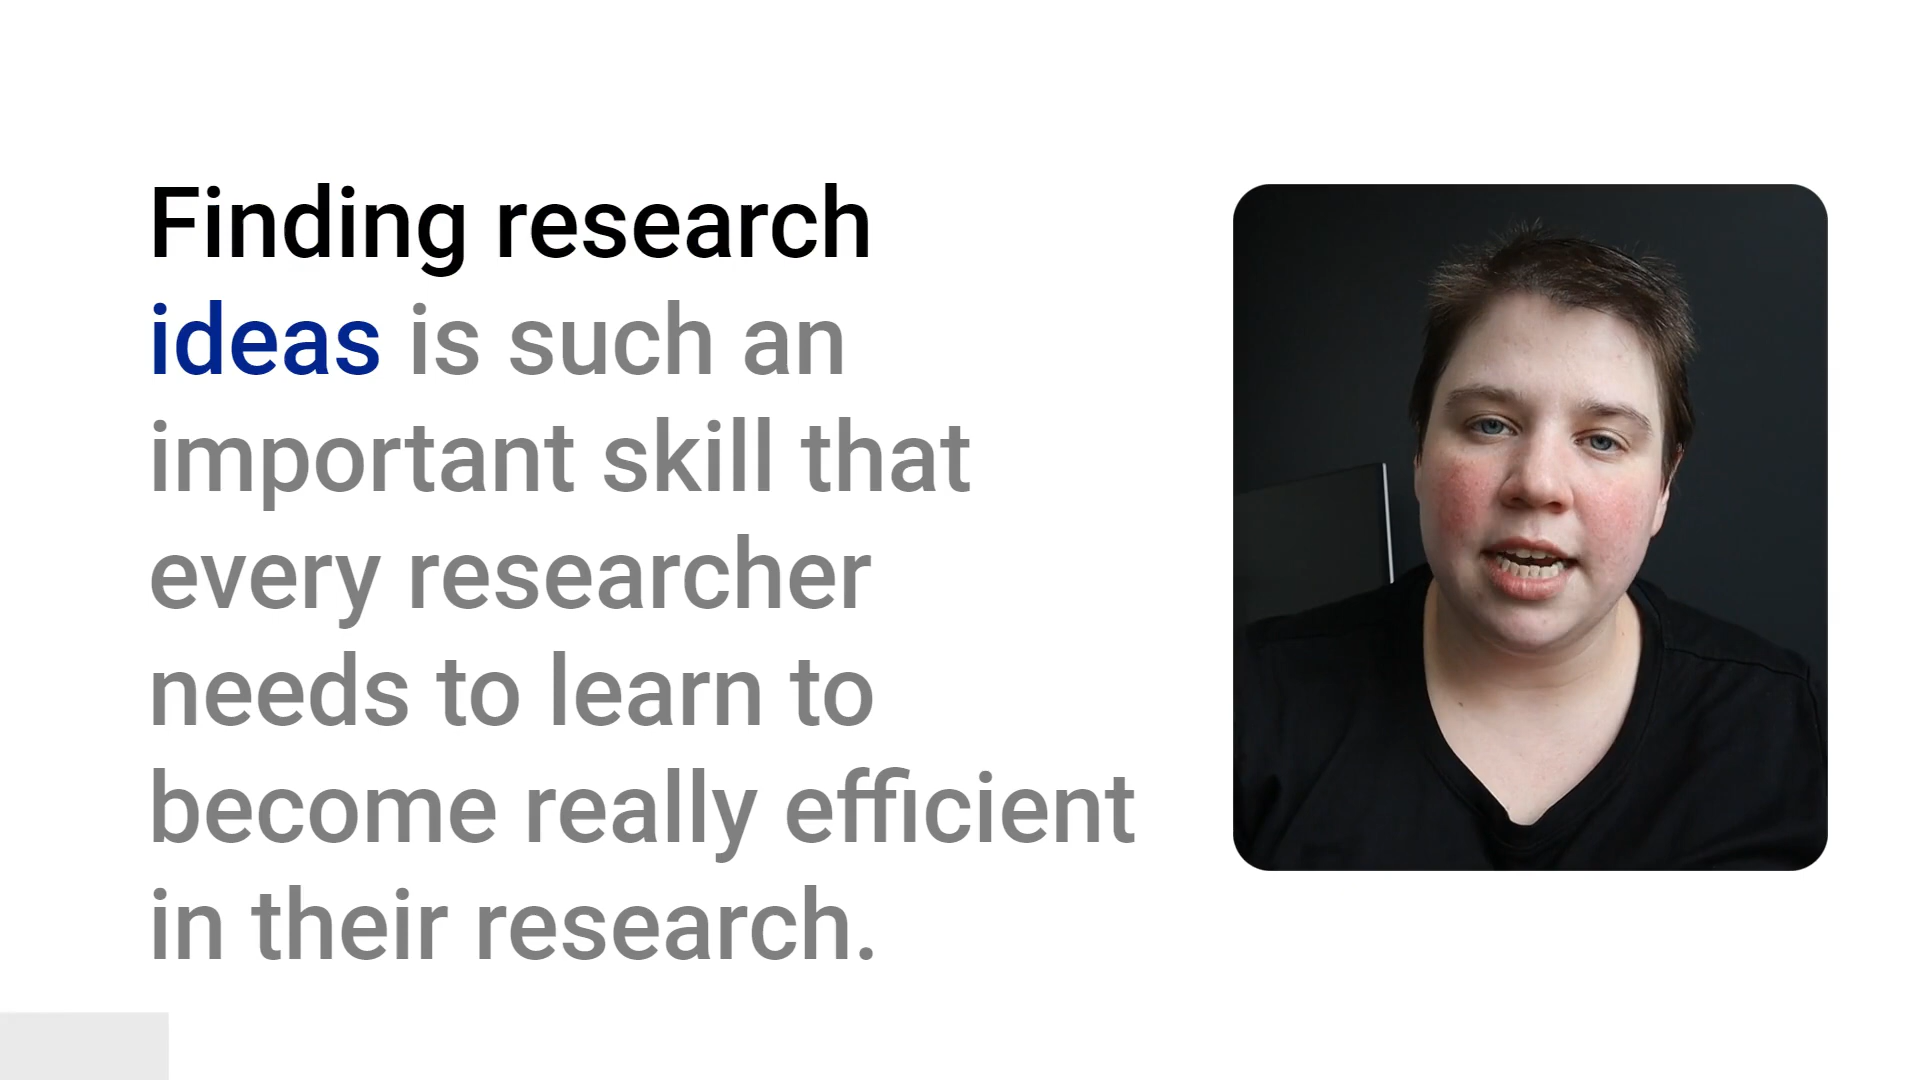 Finding research
ideas is such an
important skill that
every researcher
needs to learn to
become really efficient
in their research.